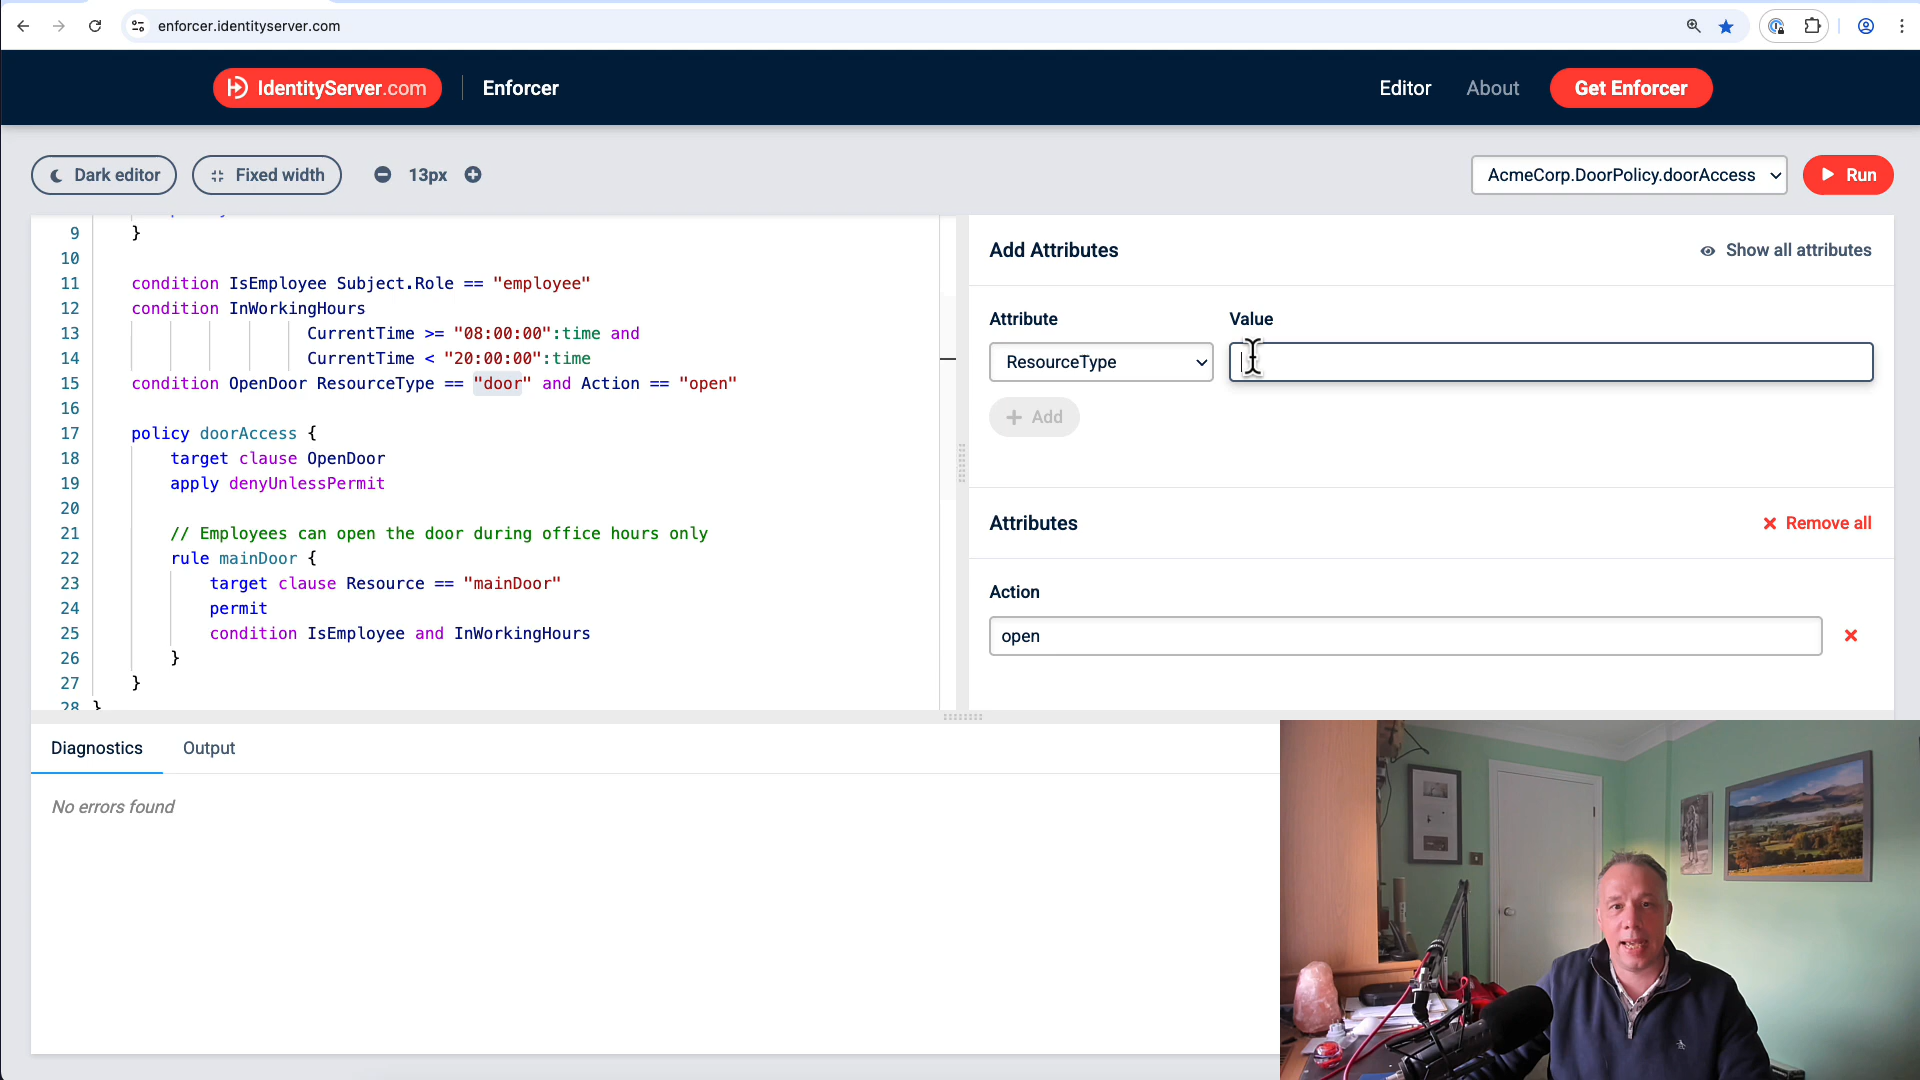 enforcer.identityserver.com
IdentityServer.com
Enforcer
Editor
About
Get Enforcer
Dark editor
Fixed width
13px
AcmeCorp.DoorPolicy.doorAccess
Run
9 }
10
11 condition IsEmployee Subject.Role == "employee"
12 condition InWorkingHours
13 CurrentTime >= "08:00:00":time and
14 CurrentTime < "20:00:00":time
15 condition OpenDoor ResourceType == "door" and Action == "open"
16
17 policy doorAccess {
18 target clause OpenDoor
19 apply denyUnlessPermit
20
21 // Employees can open the door during office hours only
22 rule mainDoor {
23 target clause Resource == "mainDoor"
24 permit
25 condition IsEmployee and InWorkingHours
26 }
27 }
28 }
Add Attributes
Show all attributes
Attribute
Value
ResourceType
Add
Attributes
Remove all
Action
open
Diagnostics
Output
No errors found